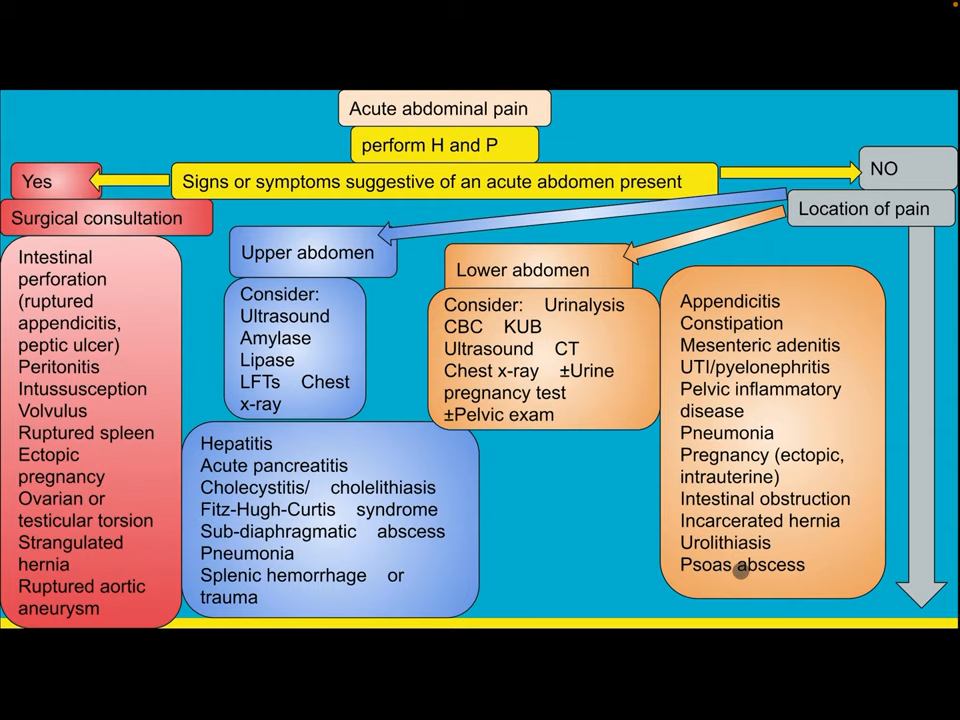 Acute abdominal pain
perform H and P
Signs or symptoms suggestive of an acute abdomen present
Yes
NO
Surgical consultation
Location of pain
Intestinal
perforation
(ruptured
appendicitis,
peptic ulcer)
Peritonitis
Intussusception
Volvulus
Ruptured spleen
Ectopic
pregnancy
Ovarian or
testicular torsion
Strangulated
hernia
Ruptured aortic
aneurysm
Upper abdomen
Consider:
Ultrasound
Amylase
Lipase
LFTs Chest
x-ray
Hepatitis
Acute pancreatitis
Cholecystitis/ cholelithiasis
Fitz-Hugh-Curtis syndrome
Sub-diaphragmatic abscess
Pneumonia
Splenic hemorrhage or
trauma
Lower abdomen
Consider: Urinalysis
CBC KUB
Ultrasound CT
Chest x-ray ±Urine
pregnancy test
±Pelvic exam
Appendicitis
Constipation
Mesenteric adenitis
UTI/pyelonephritis
Pelvic inflammatory
disease
Pneumonia
Pregnancy (ectopic,
intrauterine)
Intestinal obstruction
Incarcerated hernia
Urolithiasis
Psoas abscess